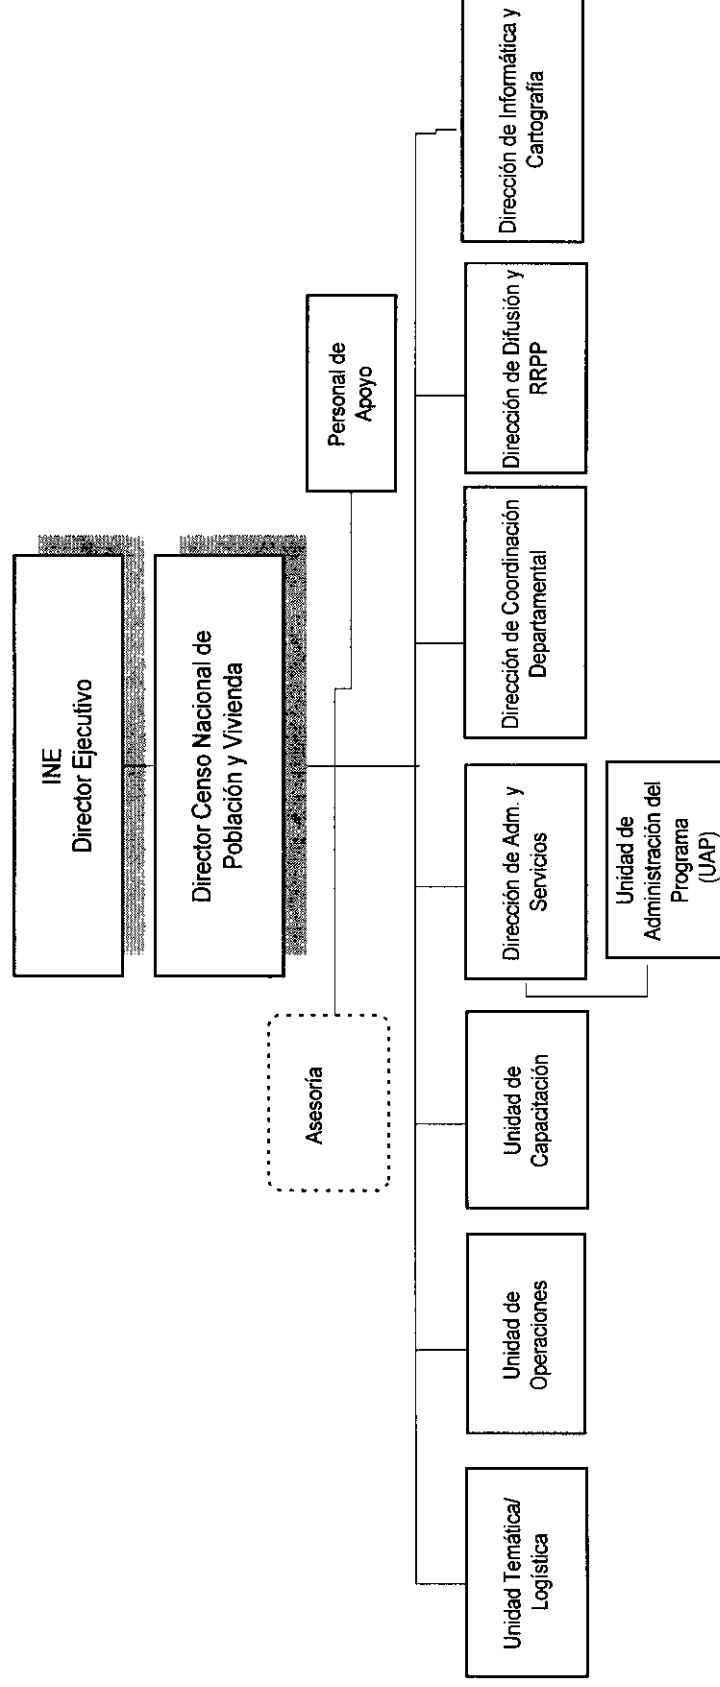 INE
Director Ejecutivo
Director Censo Nacional de
Población y Vivienda
Asesoría
Personal de
Apoyo
Unidad Temática/
Logística
Unidad de
Operaciones
Unidad de
Capacitación
Dirección de Adm. y
Servicios
Dirección de Coordinación
Departamental
Dirección de Difusión y
RRPP
Dirección de Informática y
Cartografía
Unidad de
Administración del
Programa
(UAP)